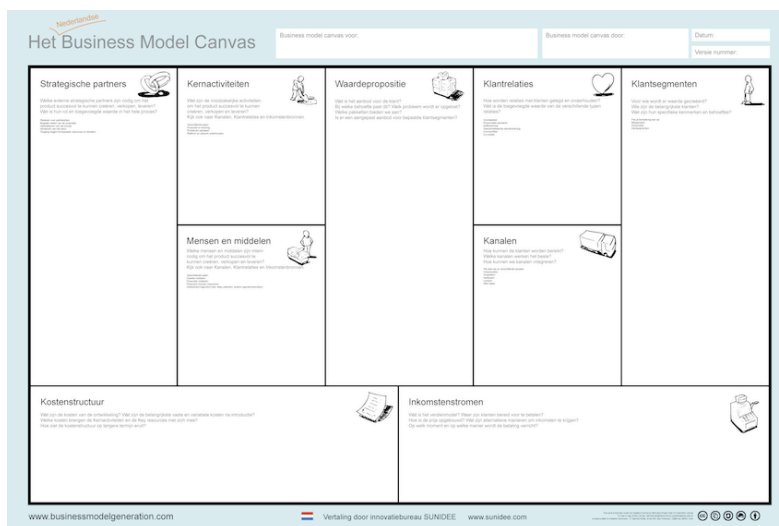 Nederlandse
Het Business Model Canvas
Business model canvas voor:
Business model canvas door:
Datum:
Versie nummer:
Strategische partners
Welke externe strategische partners zijn nodig om het
product succesvol te kunnen creëren, verkopen, leveren?
Wat is hun rol en toegevoegde waarde in het hele proces?
Kernactiviteiten
Wat zijn de noodzakelijke activiteiten
om het product succesvol te kunnen
creëren, verkopen en leveren?
Kijk ook naar Kanalen, Klantrelaties en Inkomstenbronnen.
Mensen en middelen
Welke mensen en middelen zijn intern
nodig om het product succesvol te
kunnen creëren, verkopen en leveren?
Kijk ook naar Kanalen, Klantrelaties en Inkomstenbronnen.
Waardepropositie
Wat is het aanbod voor de klant?
Bij welke behoefte past dit? Welk probleem wordt er opgelost?
Welke pakketten bieden we aan?
Is er een aangepast aanbod voor bepaalde klantsegmenten?
Klantrelaties
Hoe worden relaties met klanten gelegd en onderhouden?
Wat is de toegevoegde waarde van de verschillende typen
relaties?
Kanalen
Hoe kunnen de klanten worden bereikt?
Welke kanalen werken het beste?
Hoe kunnen we kanalen integreren?
Klantsegmenten
Voor wie wordt er waarde gecreëerd?
Wie zijn de belangrijkste klanten?
Wat zijn hun specifieke kenmerken en behoeftes?
Kostenstructuur
Wat zijn de kosten van de ontwikkeling? Wat zijn de belangrijkste vaste en variabele kosten na introductie?
Welke kosten brengen de Kernactiviteiten en de Key resources met zich mee?
Hoe ziet de kostenstructuur op langere termijn eruit?
Inkomstenstromen
Wat is het verdienmodel? Waar zijn klanten bereid voor te betalen?
Hoe is de prijs opgebouwd? Wat zijn alternatieve manieren om inkomsten te krijgen?
Op welk moment en op welke manier wordt de betaling verricht?
www.businessmodelgeneration.com
Vertaling door innovatiebureau SUNIDEE
www.sunidee.com